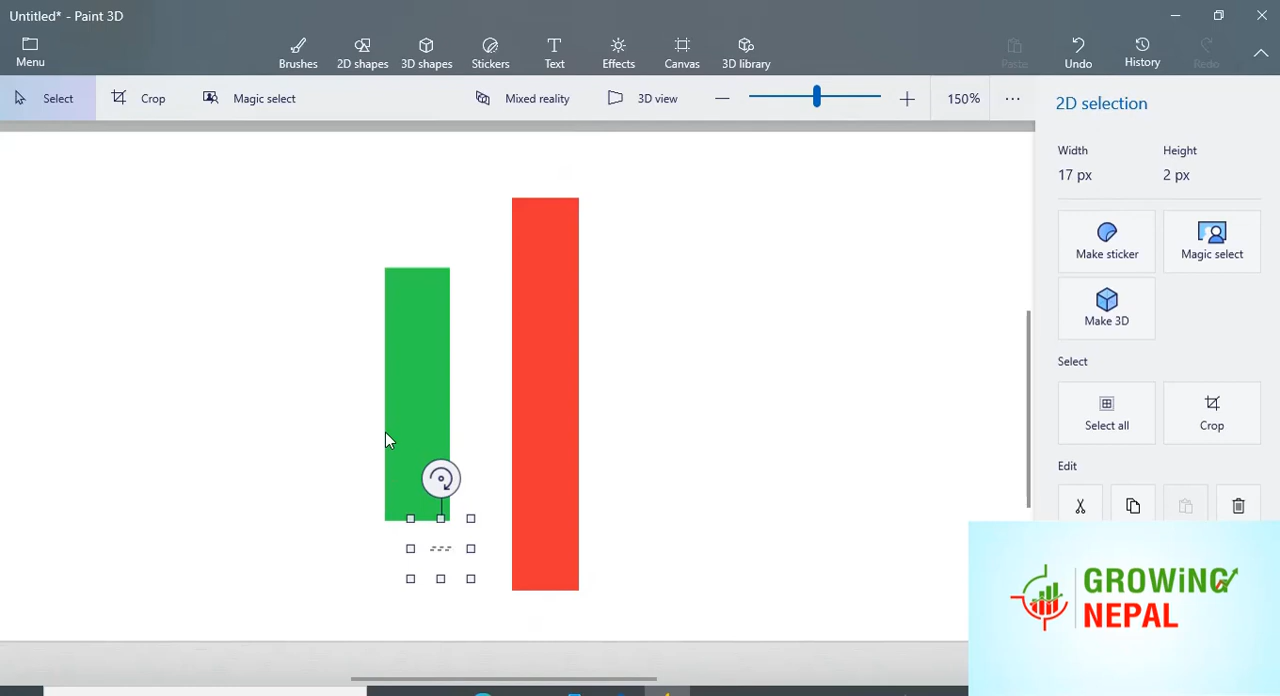 Untitled* - Paint 3D
Menu
Brushes
2D shapes
3D shapes
Stickers
Text
Effects
Canvas
3D library
Paste
Undo
History
Redo
Select
Crop
Magic select
Mixed reality
3D view
150%
2D selection
Width
Height
17 px
2 px
Make sticker
Magic select
Make 3D
Select
Select all
Crop
Edit
GROWiNG
NEPAL